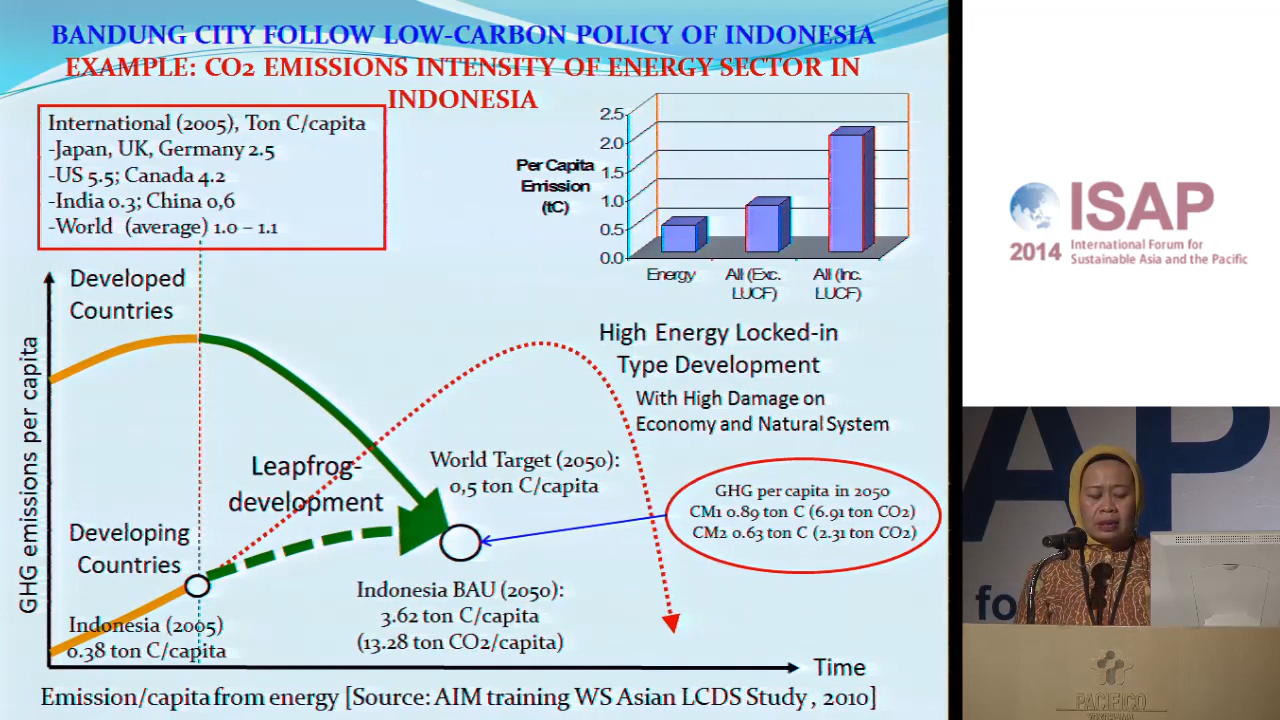 BANDUNG CITY FOLLOW LOW-CARBON POLICY OF INDONESIA
EXAMPLE: CO2 EMISSIONS INTENSITY OF ENERGY SECTOR IN
INDONESIA
International (2005), Ton C/capita
-Japan, UK, Germany 2.5
-US 5.5; Canada 4.2
-India 0.3; China 0,6
-World (average) 1.0 – 1.1
Per Capita
Emission
(tC)
2.5
2.0
1.5
1.0
0.5
0.0
Energy
All (Exc.
LUCF)
All (Inc.
LUCF)
Developed
Countries
GHG emissions per capita
High Energy Locked-in
Type Development
With High Damage on
Economy and Natural System
Leapfrog-
development
World Target (2050):
0,5 ton C/capita
GHG per capita in 2050
CM1 0.89 ton C (6.91 ton CO2)
CM2 0.63 ton C (2.31 ton CO2)
Developing
Countries
Indonesia BAU (2050):
3.62 ton C/capita
(13.28 ton CO2/capita)
Indonesia (2005)
0.38 ton C/capita
Time
Emission/capita from energy [Source: AIM training WS Asian LCDS Study , 2010]
ISAP
2014
International Forum for
Sustainable Asia and the Pacific
AP
fo
PACIFICO
YOKOHAMA